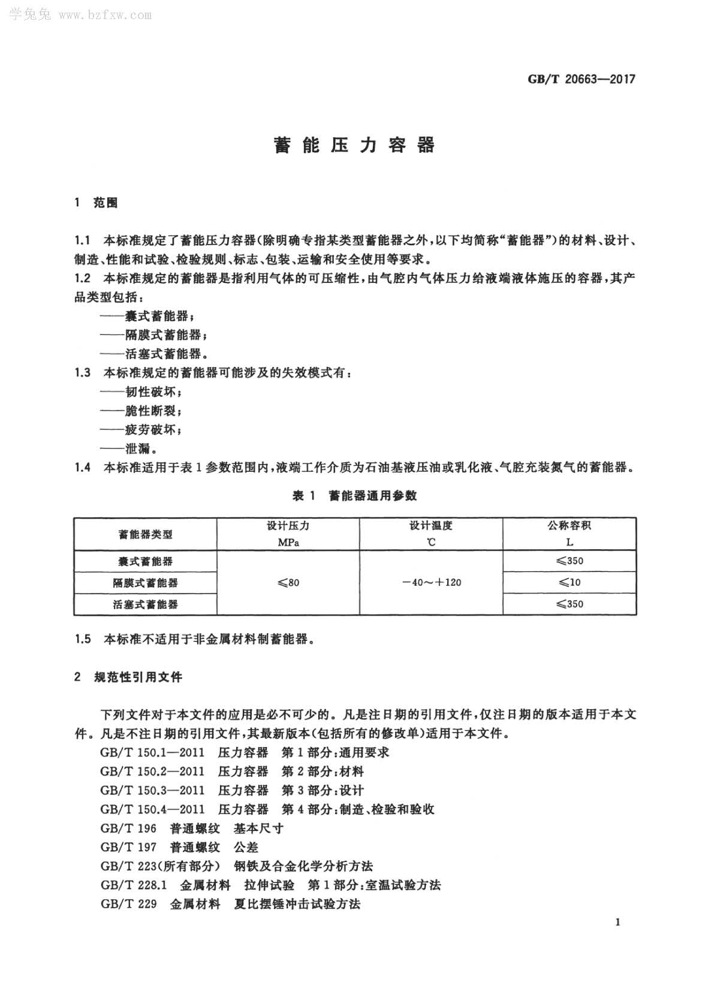 学兔兔 www.bzfxw.com
GB/T 20663—2017
蓄能压力容器
1 范围
1.1 本标准规定了蓄能压力容器(除明确专指某类型蓄能器之外,以下均简称“蓄能器”)的材料、设计、
制造、性能和试验、检验规则、标志、包装、运输和安全使用等要求。
1.2 本标准规定的蓄能器是指利用气体的可压缩性,由气腔内气体压力给液端液体施压的容器,其产
品类型包括:
——囊式蓄能器;
——隔膜式蓄能器;
——活塞式蓄能器。
1.3 本标准规定的蓄能器可能涉及的失效模式有:
——韧性破坏;
——脆性断裂;
——疲劳破坏;
——泄漏。
1.4 本标准适用于表 1 参数范围内,液端工作介质为石油基液压油或乳化液、气腔充装氮气的蓄能器。
表 1 蓄能器通用参数
蓄能器类型 设计压力 MPa 设计温度 ℃ 公称容积 L
囊式蓄能器 ≤350
隔膜式蓄能器 ≤80 －40～＋120 ≤10
活塞式蓄能器 ≤350
1.5 本标准不适用于非金属材料制蓄能器。
2 规范性引用文件
下列文件对于本文件的应用是必不可少的。凡是注日期的引用文件,仅注日期的版本适用于本文
件。凡是不注日期的引用文件,其最新版本(包括所有的修改单)适用于本文件。
GB/T 150.1—2011 压力容器 第 1 部分:通用要求
GB/T 150.2—2011 压力容器 第 2 部分:材料
GB/T 150.3—2011 压力容器 第 3 部分:设计
GB/T 150.4—2011 压力容器 第 4 部分:制造、检验和验收
GB/T 196 普通螺纹 基本尺寸
GB/T 197 普通螺纹 公差
GB/T 223(所有部分) 钢铁及合金化学分析方法
GB/T 228.1 金属材料 拉伸试验 第 1 部分:室温试验方法
GB/T 229 金属材料 夏比摆锤冲击试验方法
1